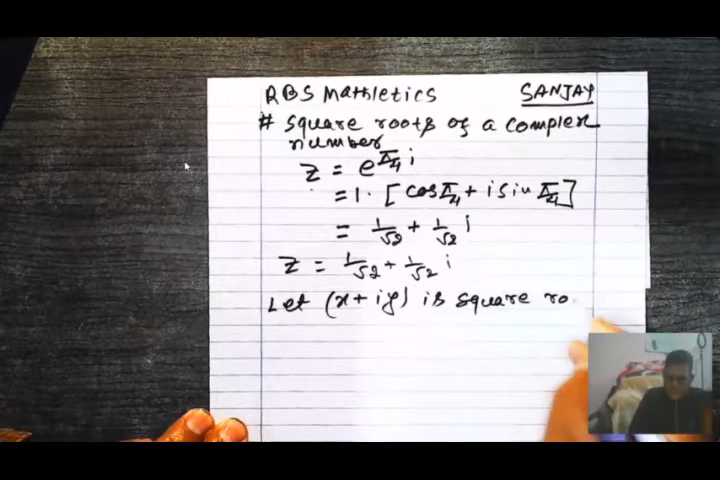 RBS Mathletics SANJAY
# square roots of a complex
number
z = e^{π/4 i}
= 1. [cos π/4 + i sin π/4]
= 1/√2 + 1/√2 i
z = 1/√2 + 1/√2 i
Let (x + iy) is square ro